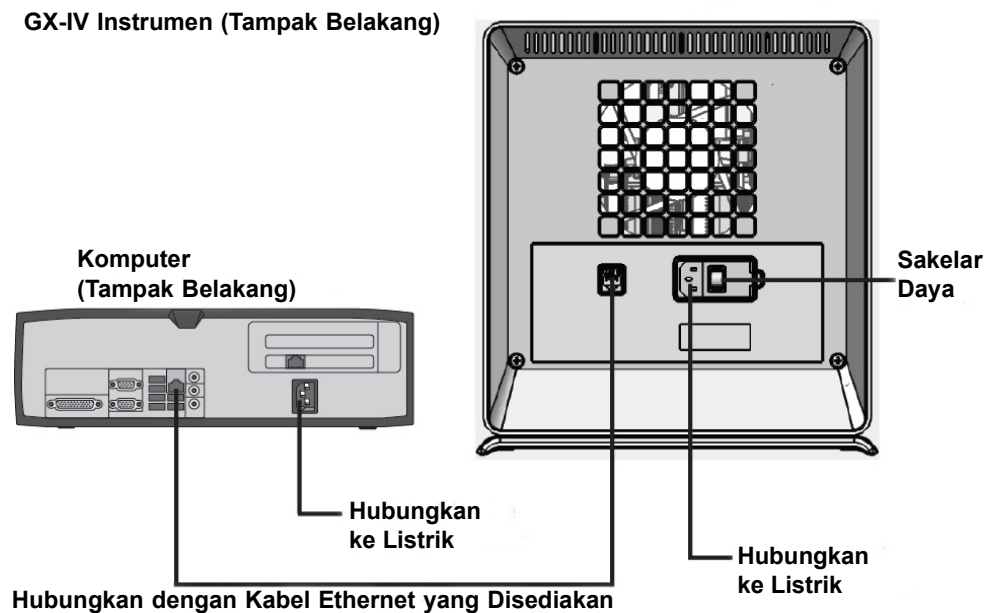 GX-IV Instrumen (Tampak Belakang)
Komputer
(Tampak Belakang)
Sakelar
Daya
Hubungkan
ke Listrik
Hubungkan
ke Listrik
Hubungkan dengan Kabel Ethernet yang Disediakan